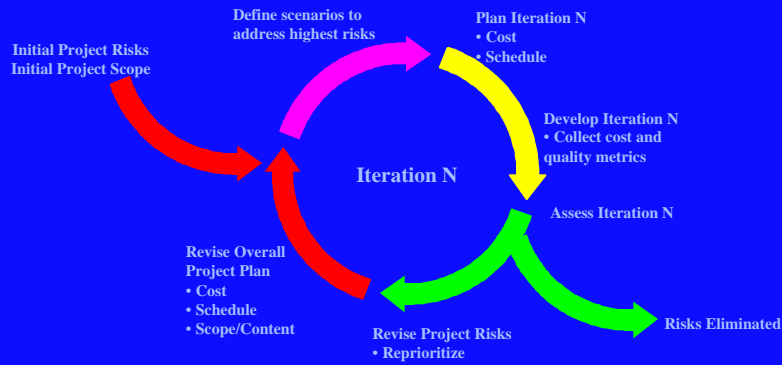 Define scenarios to
address highest risks
Plan Iteration N
• Cost
• Schedule
Initial Project Risks
Initial Project Scope
Develop Iteration N
• Collect cost and
quality metrics
Iteration N
Assess Iteration N
Revise Overall
Project Plan
• Cost
• Schedule
• Scope/Content
Revise Project Risks
• Reprioritize
Risks Eliminated